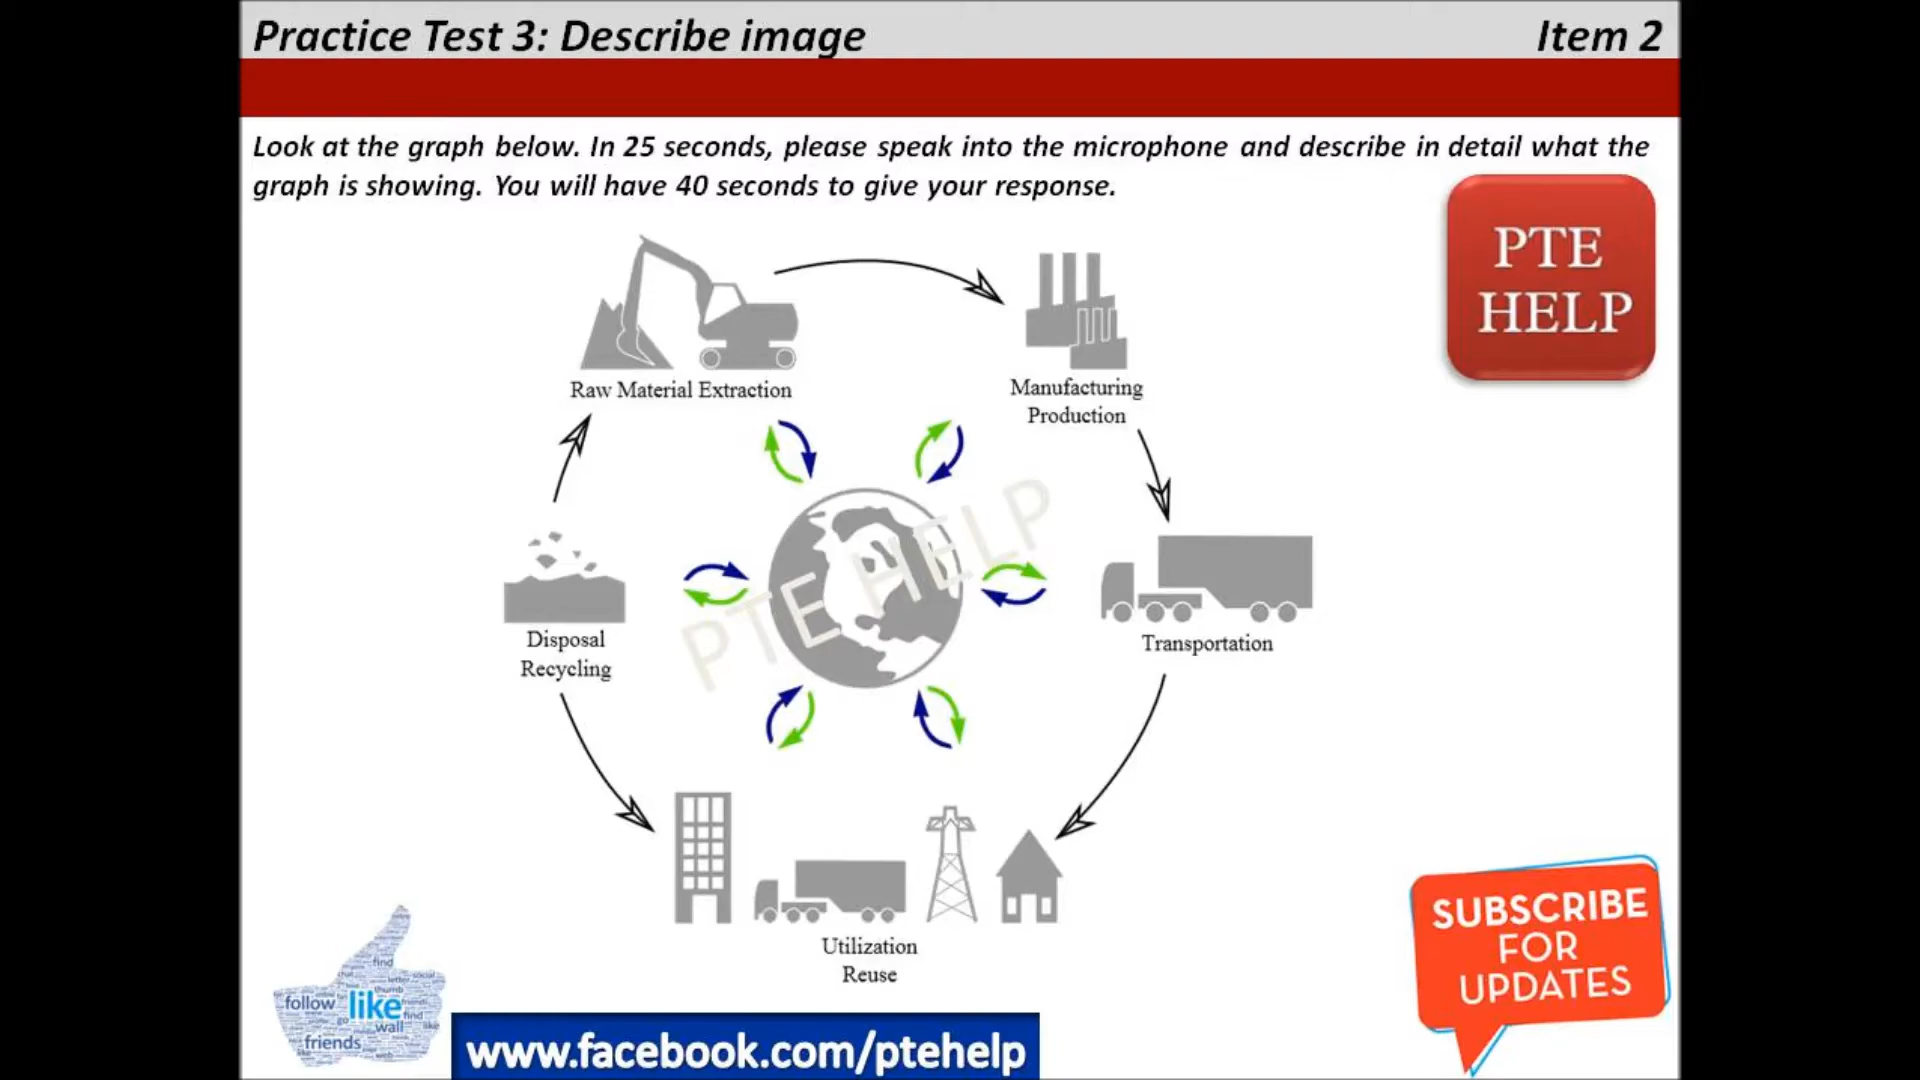 Practice Test 3: Describe image
Item 2
Look at the graph below. In 25 seconds, please speak into the microphone and describe in detail what the
graph is showing. You will have 40 seconds to give your response.
PTE
HELP
Raw Material Extraction
Manufacturing
Production
PTE HELP
Disposal
Recycling
Transportation
Utilization
Reuse
SUBSCRIBE
FOR
UPDATES
find
follow like find
wall like
friends
www.facebook.com/ptehelp